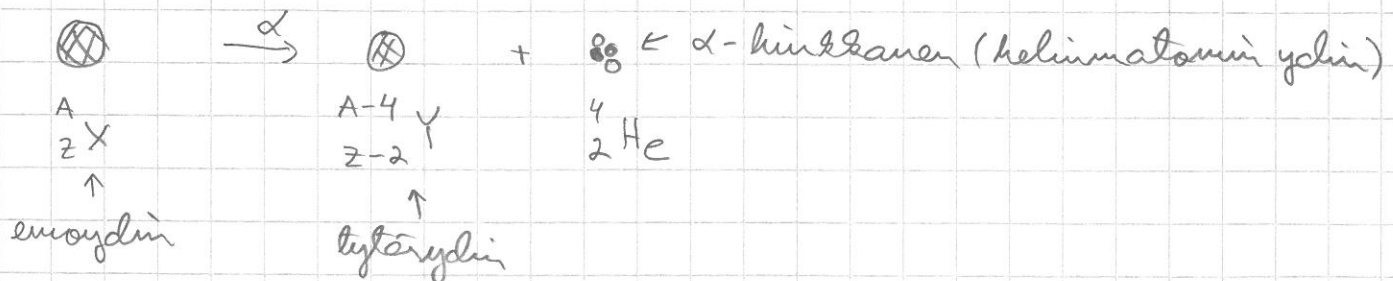 α
+ ← α-hiukkanen (heliumatomin ydin)
A A-4 4
Z X Z-2 Y 2 He
↑ ↑
emoydin tytärydin